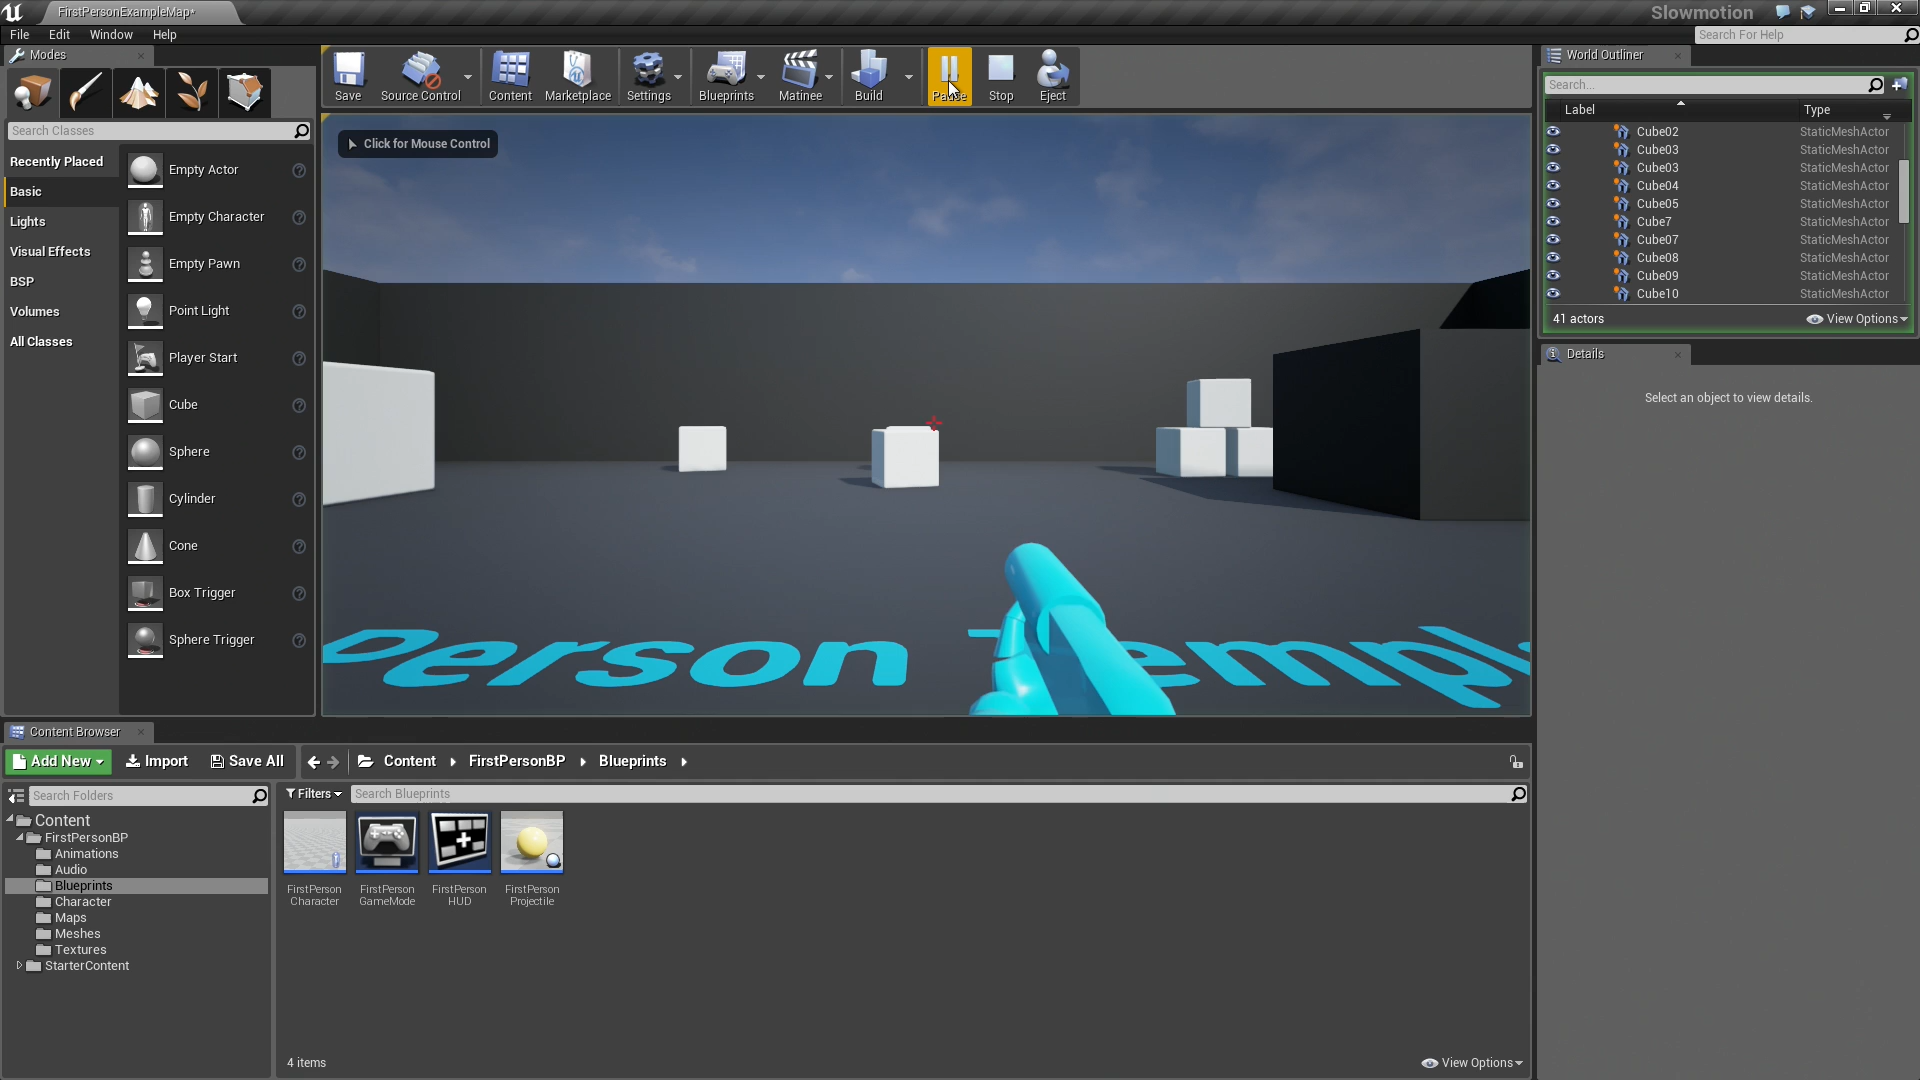 FirstPersonExampleMap*
Slowmotion
File Edit Window Help
Search For Help
Modes
Save Source Control Content Marketplace Settings Blueprints Matinee Build Pause Stop Eject
World Outliner
Search...
Label Type
Search Classes
Click for Mouse Control
Recently Placed
Basic
Lights
Visual Effects
BSP
Volumes
All Classes
Empty Actor
Empty Character
Empty Pawn
Point Light
Player Start
Cube
Sphere
Cylinder
Cone
Box Trigger
Sphere Trigger
Cube02 StaticMeshActor
Cube03 StaticMeshActor
Cube03 StaticMeshActor
Cube04 StaticMeshActor
Cube05 StaticMeshActor
Cube7 StaticMeshActor
Cube07 StaticMeshActor
Cube08 StaticMeshActor
Cube09 StaticMeshActor
Cube10 StaticMeshActor
41 actors View Options
Details
Select an object to view details.
Person Templ
Content Browser
Add New Import Save All Content FirstPersonBP Blueprints
Search Folders
Filters Search Blueprints
Content
FirstPersonBP
Animations
Audio
Blueprints
Character
Maps
Meshes
Textures
StarterContent
FirstPerson
Character
FirstPerson
GameMode
FirstPerson
HUD
FirstPerson
Projectile
4 items View Options